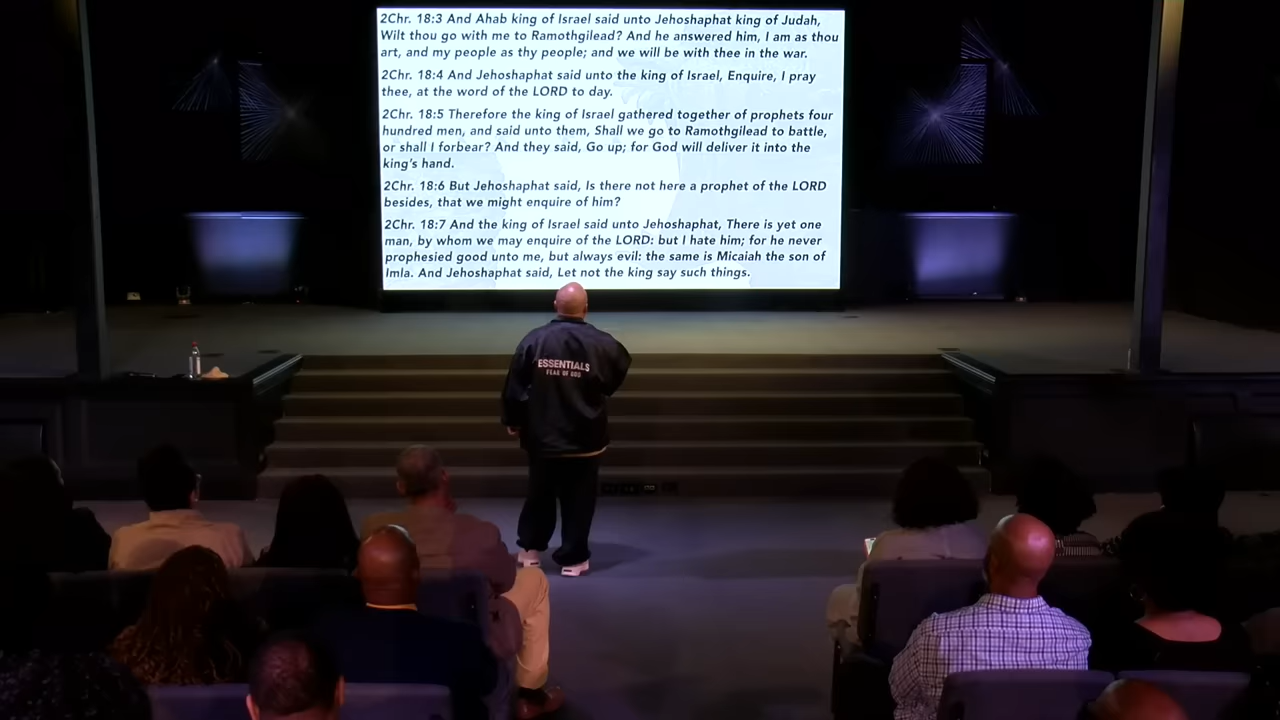 2Chr. 18:3 And Ahab king of Israel said unto Jehoshaphat king of Judah,
Wilt thou go with me to Ramothgilead? And he answered him, I am as thou
art, and my people as thy people; and we will be with thee in the war.
2Chr. 18:4 And Jehoshaphat said unto the king of Israel, Enquire, I pray
thee, at the word of the LORD to day.
2Chr. 18:5 Therefore the king of Israel gathered together of prophets four
hundred men, and said unto them, Shall we go to Ramothgilead to battle,
or shall I forbear? And they said, Go up; for God will deliver it into the
king's hand.
2Chr. 18:6 But Jehoshaphat said, Is there not here a prophet of the LORD
besides, that we might enquire of him?
2Chr. 18:7 And the king of Israel said unto Jehoshaphat, There is yet one
man, by whom we may enquire of the LORD: but I hate him; for he never
prophesied good unto me, but always evil: the same is Micaiah the son of
Imla. And Jehoshaphat said, Let not the king say such things.
ESSENTIALS
FEAR OF GOD